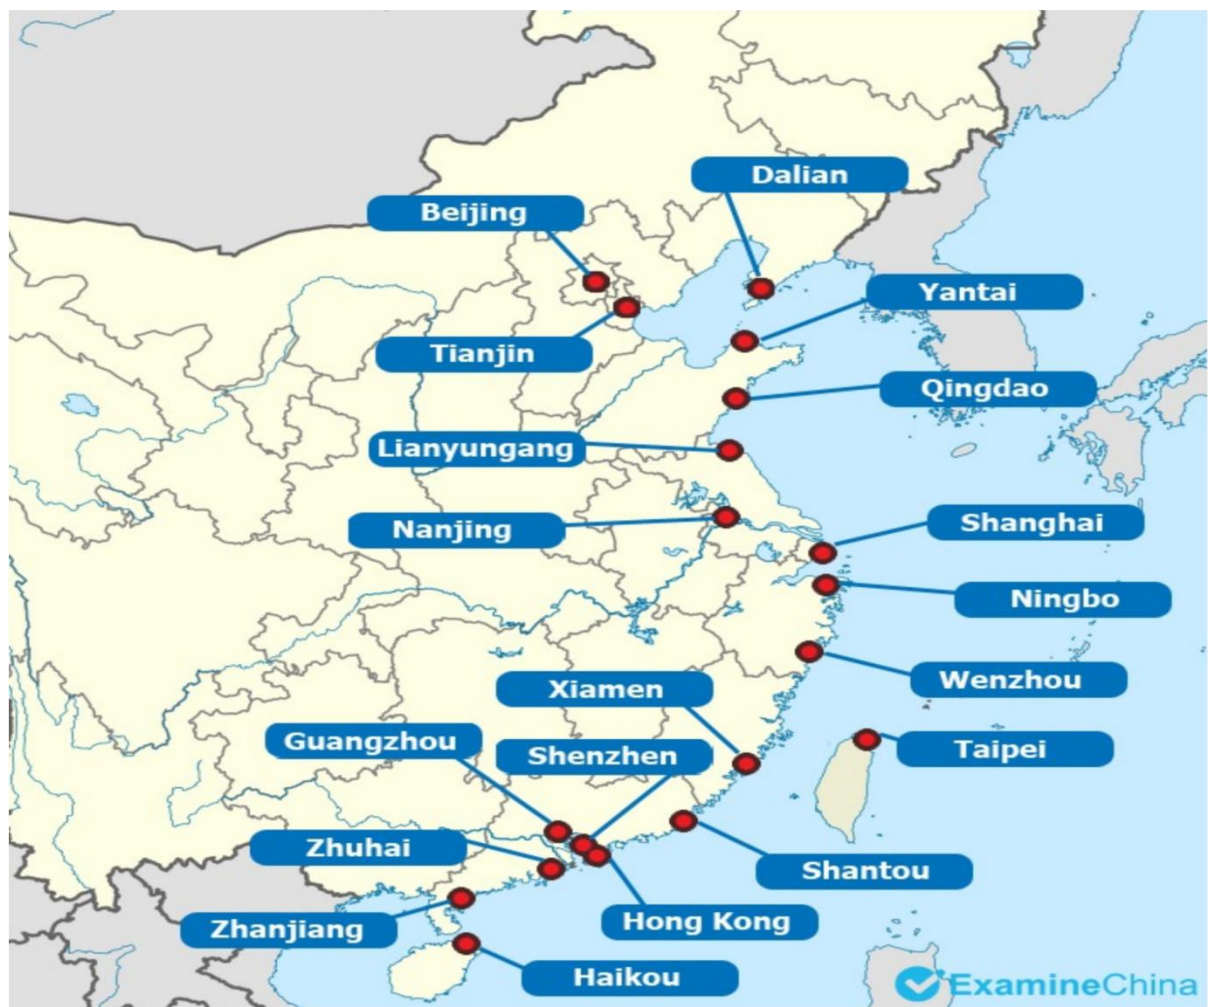 Dalian
Beijing
Yantai
Tianjin
Qingdao
Lianyungang
Shanghai
Nanjing
Ningbo
Wenzhou
Xiamen
Guangzhou
Taipei
Shenzhen
Zhuhai
Shantou
Hong Kong
Zhanjiang
Haikou
ExamineChina